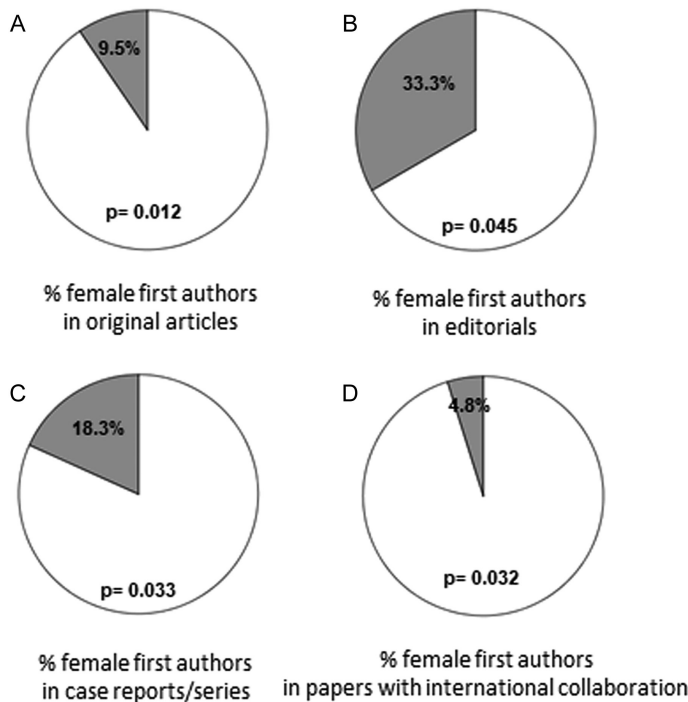 A
9.5%
p= 0.012
% female first authors
in original articles
B
33.3%
p= 0.045
% female first authors
in editorials
C
18.3%
p= 0.033
% female first authors
in case reports/series
D
4.8%
p= 0.032
% female first authors
in papers with international collaboration